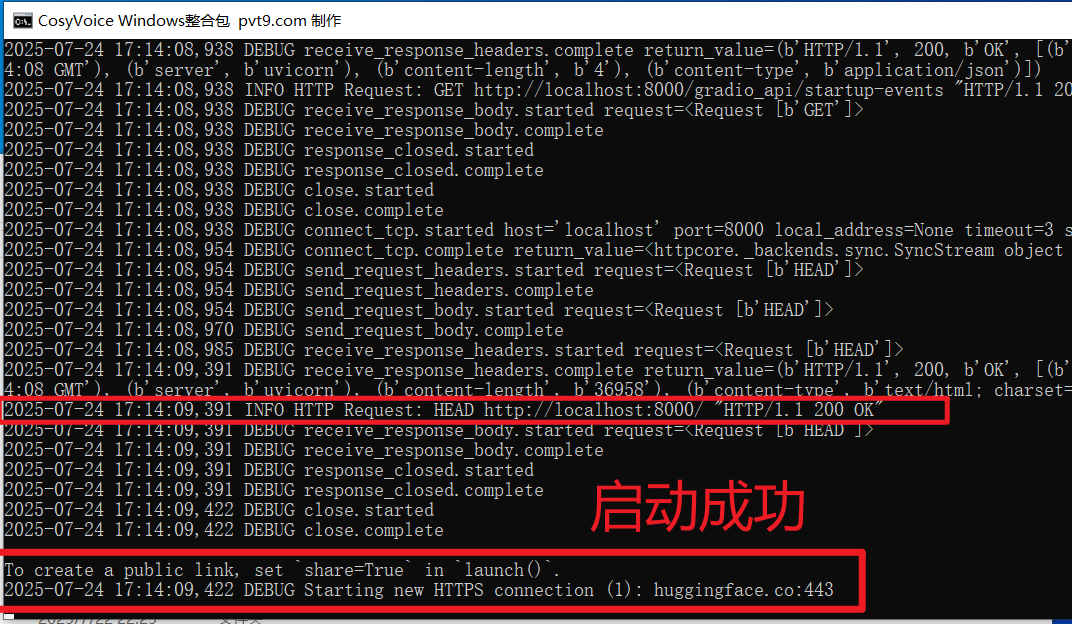 CosyVoice Windows整合包 pvt9.com 制作
2025-07-24 17:14:08,938 DEBUG receive_response_headers.complete return_value=(b'HTTP/1.1', 200, b'OK', [(b'
4:08 GMT'), (b'server', b'uvicorn'), (b'content-length', b'4'), (b'content-type', b'application/json')])
2025-07-24 17:14:08,938 INFO HTTP Request: GET http://localhost:8000/gradio_api/startup-events "HTTP/1.1 20
2025-07-24 17:14:08,938 DEBUG receive_response_body.started request=<Request [b'GET']>
2025-07-24 17:14:08,938 DEBUG receive_response_body.complete
2025-07-24 17:14:08,938 DEBUG response_closed.started
2025-07-24 17:14:08,938 DEBUG response_closed.complete
2025-07-24 17:14:08,938 DEBUG close.started
2025-07-24 17:14:08,938 DEBUG close.complete
2025-07-24 17:14:08,938 DEBUG connect_tcp.started host='localhost' port=8000 local_address=None timeout=3 s
2025-07-24 17:14:08,954 DEBUG connect_tcp.complete return_value=<httpcore._backends.sync.SyncStream object
2025-07-24 17:14:08,954 DEBUG send_request_headers.started request=<Request [b'HEAD']>
2025-07-24 17:14:08,954 DEBUG send_request_headers.complete
2025-07-24 17:14:08,954 DEBUG send_request_body.started request=<Request [b'HEAD']>
2025-07-24 17:14:08,970 DEBUG send_request_body.complete
2025-07-24 17:14:08,985 DEBUG receive_response_headers.started request=<Request [b'HEAD']>
2025-07-24 17:14:09,391 DEBUG receive_response_headers.complete return_value=(b'HTTP/1.1', 200, b'OK', [(b'
4:08 GMT'), (b'server', b'uvicorn'), (b'content-length', b'36958'), (b'content-type', b'text/html; charset=
2025-07-24 17:14:09,391 INFO HTTP Request: HEAD http://localhost:8000/ "HTTP/1.1 200 OK"
2025-07-24 17:14:09,391 DEBUG receive_response_body.started request=<Request [b'HEAD']>
2025-07-24 17:14:09,391 DEBUG receive_response_body.complete
2025-07-24 17:14:09,391 DEBUG response_closed.started
2025-07-24 17:14:09,391 DEBUG response_closed.complete
2025-07-24 17:14:09,422 DEBUG close.started
2025-07-24 17:14:09,422 DEBUG close.complete
启动成功
To create a public link, set `share=True` in `launch()`.
2025-07-24 17:14:09,422 DEBUG Starting new HTTPS connection (1): huggingface.co:443